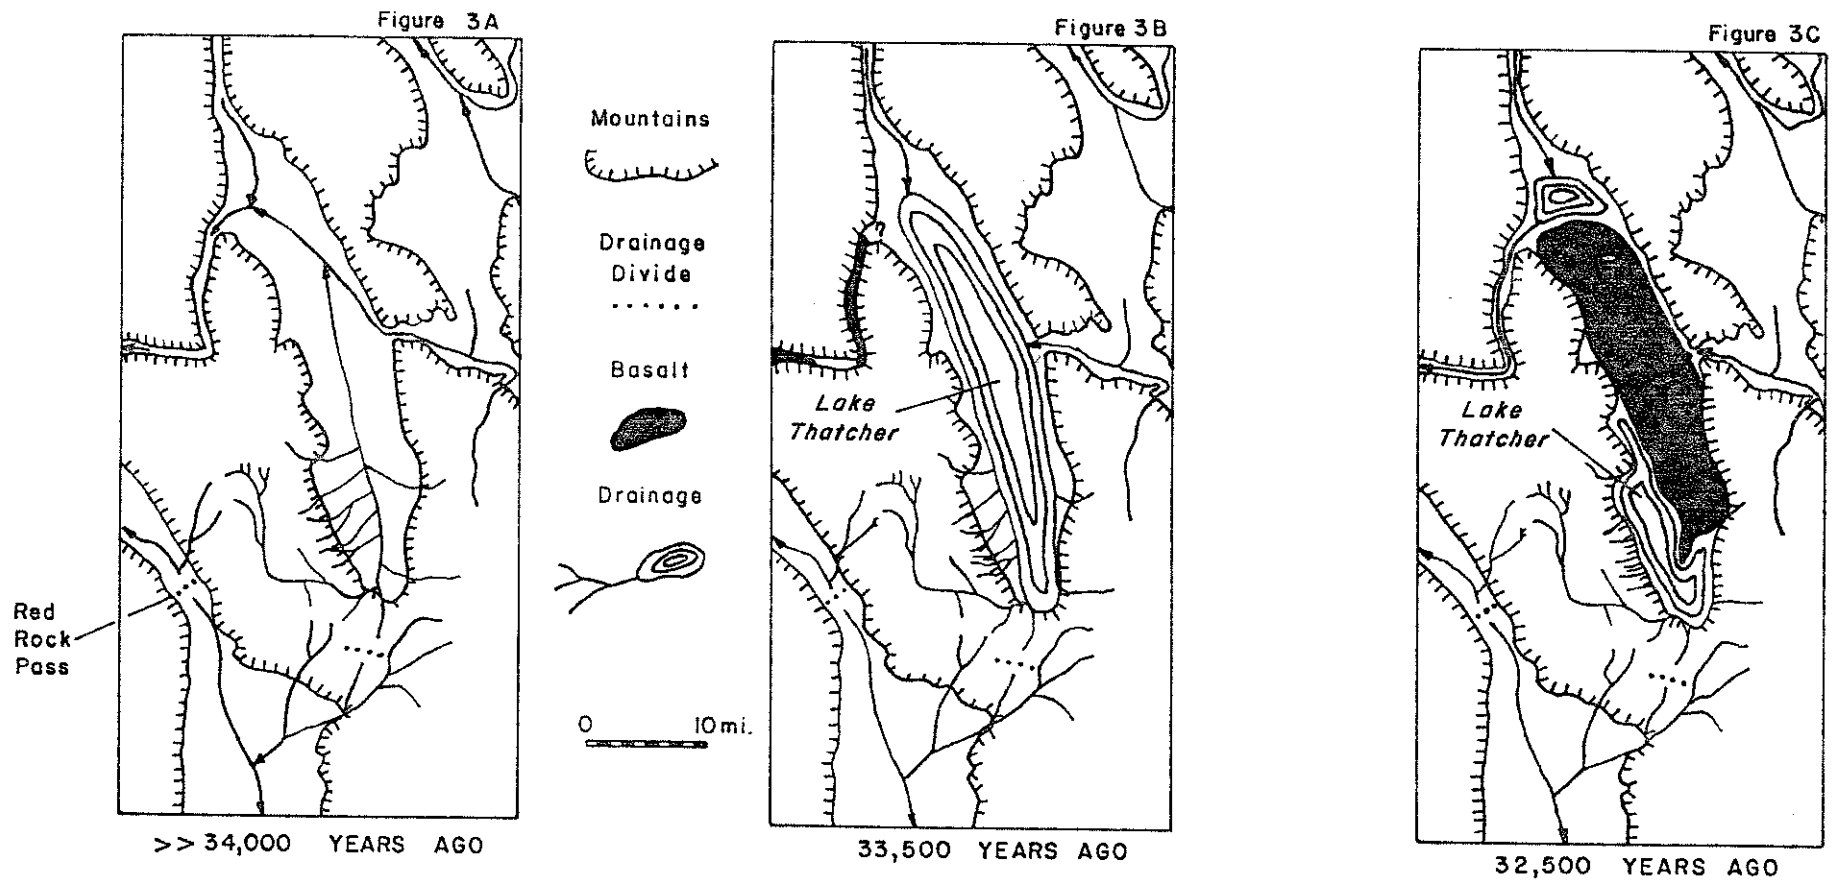 Figure 3A
Figure 3B
Figure 3C
Mountains
Drainage
Divide
Basalt
Drainage
0 10 mi.
Red
Rock
Pass
Lake
Thatcher
Lake
Thatcher
>> 34,000 YEARS AGO
33,500 YEARS AGO
32,500 YEARS AGO